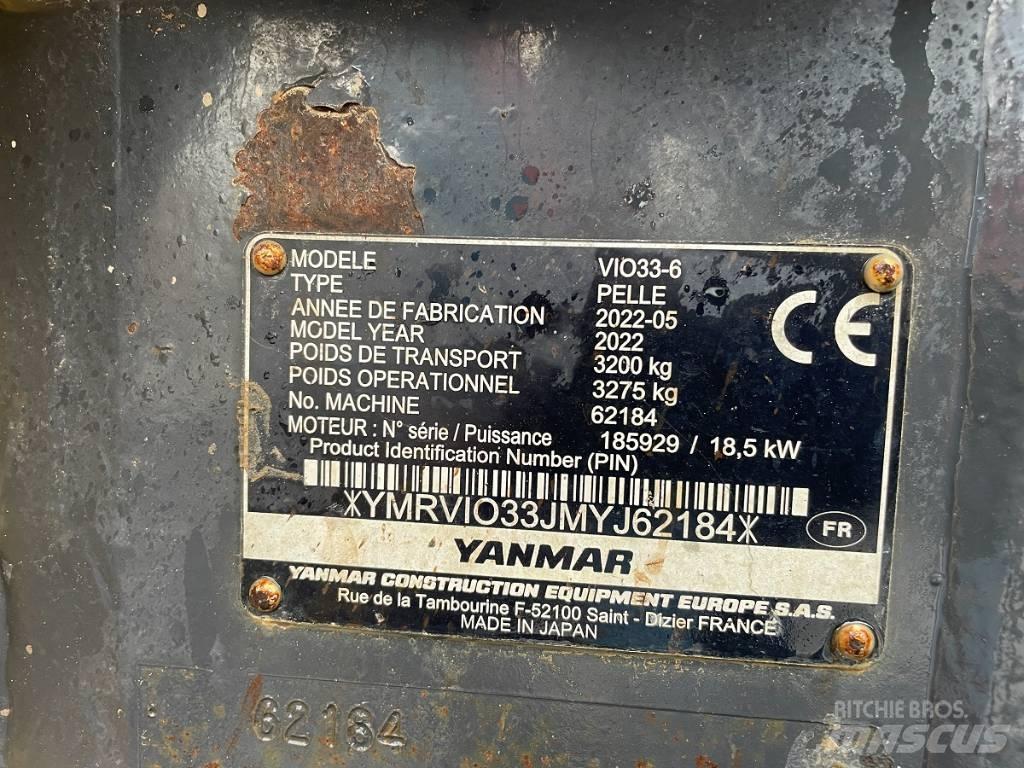 MODELE VIO33-6
TYPE PELLE
ANNEE DE FABRICATION 2022-05
MODEL YEAR 2022
POIDS DE TRANSPORT 3200 kg
POIDS OPERATIONNEL 3275 kg
No. MACHINE 62184
MOTEUR : N° série / Puissance 185929 / 18,5 kW
Product Identification Number (PIN)
*YMRVIO33JMYJ62184*
FR
CE
YANMAR
YANMAR CONSTRUCTION EQUIPMENT EUROPE S.A.S.
Rue de la Tambourine F-52100 Saint - Dizier FRANCE
MADE IN JAPAN
62184
RITCHIE BROS.
mascus